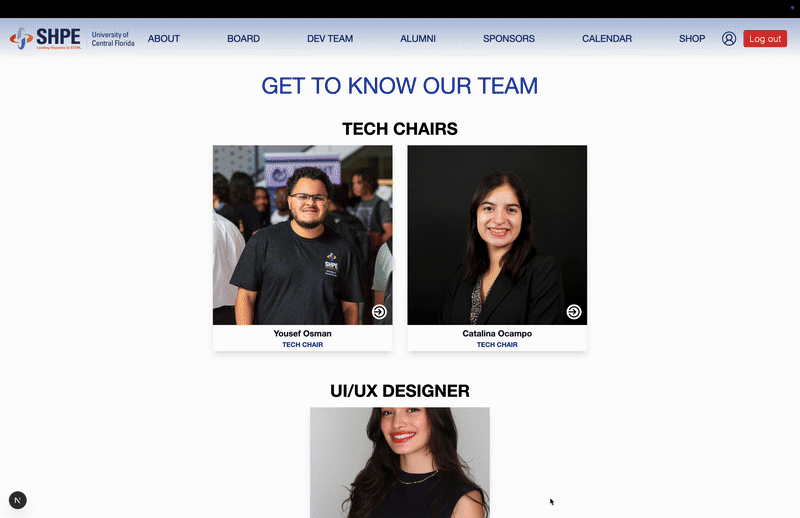 SHPE
Leading Hispanics in STEM.
University of
Central Florida
ABOUT
BOARD
DEV TEAM
ALUMNI
SPONSORS
CALENDAR
SHOP
Log out
GET TO KNOW OUR TEAM
TECH CHAIRS
SHPE
Yousef Osman
TECH CHAIR
Catalina Ocampo
TECH CHAIR
UI/UX DESIGNER
N